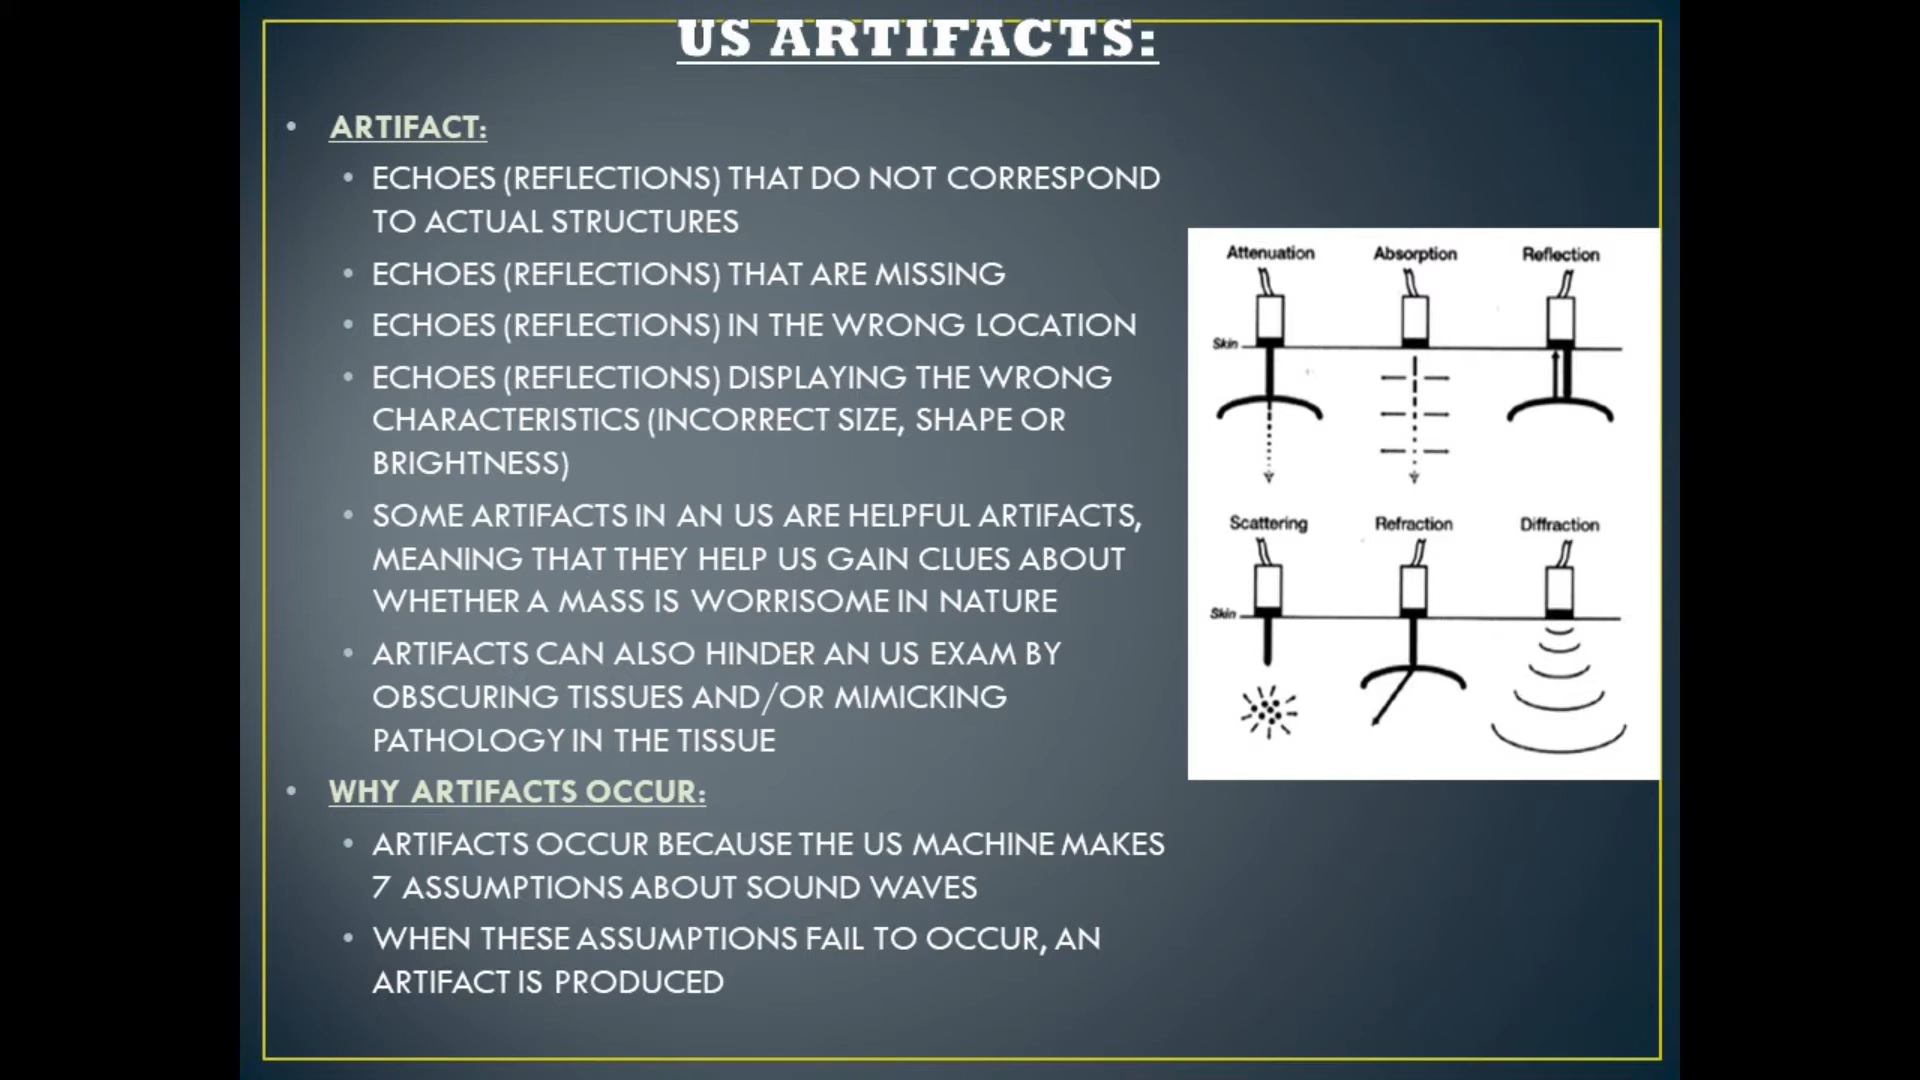 US ARTIFACTS:
• ARTIFACT:
• ECHOES (REFLECTIONS) THAT DO NOT CORRESPOND
TO ACTUAL STRUCTURES
• ECHOES (REFLECTIONS) THAT ARE MISSING
• ECHOES (REFLECTIONS) IN THE WRONG LOCATION
• ECHOES (REFLECTIONS) DISPLAYING THE WRONG
CHARACTERISTICS (INCORRECT SIZE, SHAPE OR
BRIGHTNESS)
• SOME ARTIFACTS IN AN US ARE HELPFUL ARTIFACTS,
MEANING THAT THEY HELP US GAIN CLUES ABOUT
WHETHER A MASS IS WORRISOME IN NATURE
• ARTIFACTS CAN ALSO HINDER AN US EXAM BY
OBSCURING TISSUES AND/OR MIMICKING
PATHOLOGY IN THE TISSUE
• WHY ARTIFACTS OCCUR:
• ARTIFACTS OCCUR BECAUSE THE US MACHINE MAKES
7 ASSUMPTIONS ABOUT SOUND WAVES
• WHEN THESE ASSUMPTIONS FAIL TO OCCUR, AN
ARTIFACT IS PRODUCED
Attenuation Absorption Reflection
Skin
Scattering Refraction Diffraction
Skin